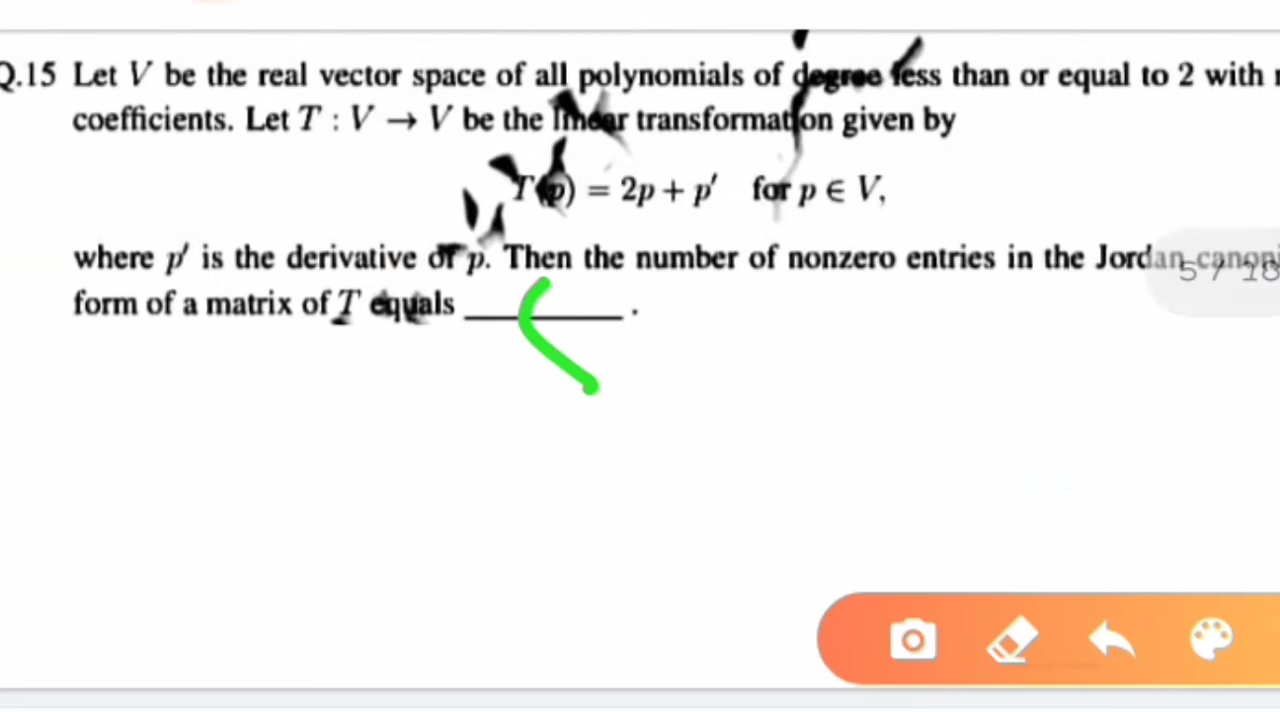 Q.15 Let V be the real vector space of all polynomials of degree less than or equal to 2 with
coefficients. Let T : V → V be the linear transformation given by
T(p) = 2p + p′ for p ∈ V,
where p′ is the derivative of p. Then the number of nonzero entries in the Jordan canoni
form of a matrix of T equals ______ .